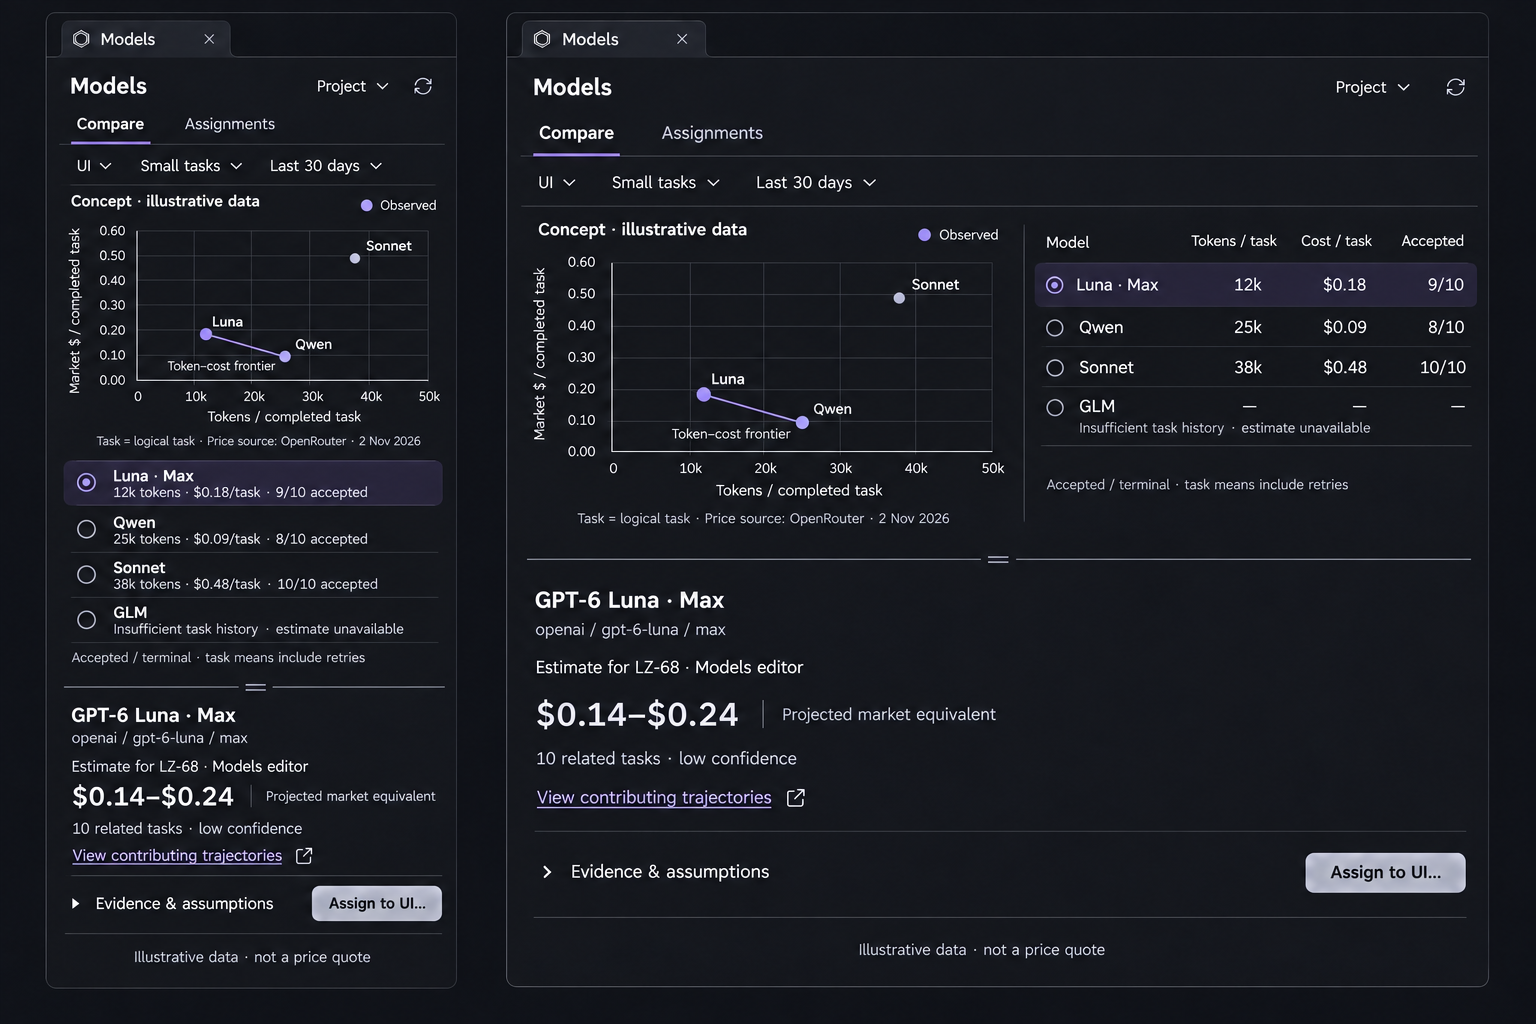 Models
Models
Project
Compare
Assignments
UI
Small tasks
Last 30 days
Concept · illustrative data
Observed
Market $ / completed task
0.60
0.50
0.40
0.30
0.20
0.10
0.00
Sonnet
Luna
Qwen
Token–cost frontier
0
10k
20k
30k
40k
50k
Tokens / completed task
Task = logical task · Price source: OpenRouter · 2 Nov 2026
Luna · Max
12k tokens · $0.18/task · 9/10 accepted
Qwen
25k tokens · $0.09/task · 8/10 accepted
Sonnet
38k tokens · $0.48/task · 10/10 accepted
GLM
Insufficient task history · estimate unavailable
Accepted / terminal · task means include retries
GPT-6 Luna · Max
openai / gpt-6-luna / max
Estimate for LZ-68 · Models editor
$0.14–$0.24
Projected market equivalent
10 related tasks · low confidence
View contributing trajectories
Evidence & assumptions
Assign to UI...
Illustrative data · not a price quote
Models
Models
Project
Compare
Assignments
UI
Small tasks
Last 30 days
Concept · illustrative data
Observed
Market $ / completed task
0.60
0.50
0.40
0.30
0.20
0.10
0.00
Sonnet
Luna
Qwen
Token–cost frontier
0
10k
20k
30k
40k
50k
Tokens / completed task
Task = logical task · Price source: OpenRouter · 2 Nov 2026
Model Tokens / task Cost / task Accepted
Luna · Max 12k $0.18 9/10
Qwen 25k $0.09 8/10
Sonnet 38k $0.48 10/10
GLM — — —
Insufficient task history · estimate unavailable
Accepted / terminal · task means include retries
GPT-6 Luna · Max
openai / gpt-6-luna / max
Estimate for LZ-68 · Models editor
$0.14–$0.24
Projected market equivalent
10 related tasks · low confidence
View contributing trajectories
Evidence & assumptions
Assign to UI...
Illustrative data · not a price quote